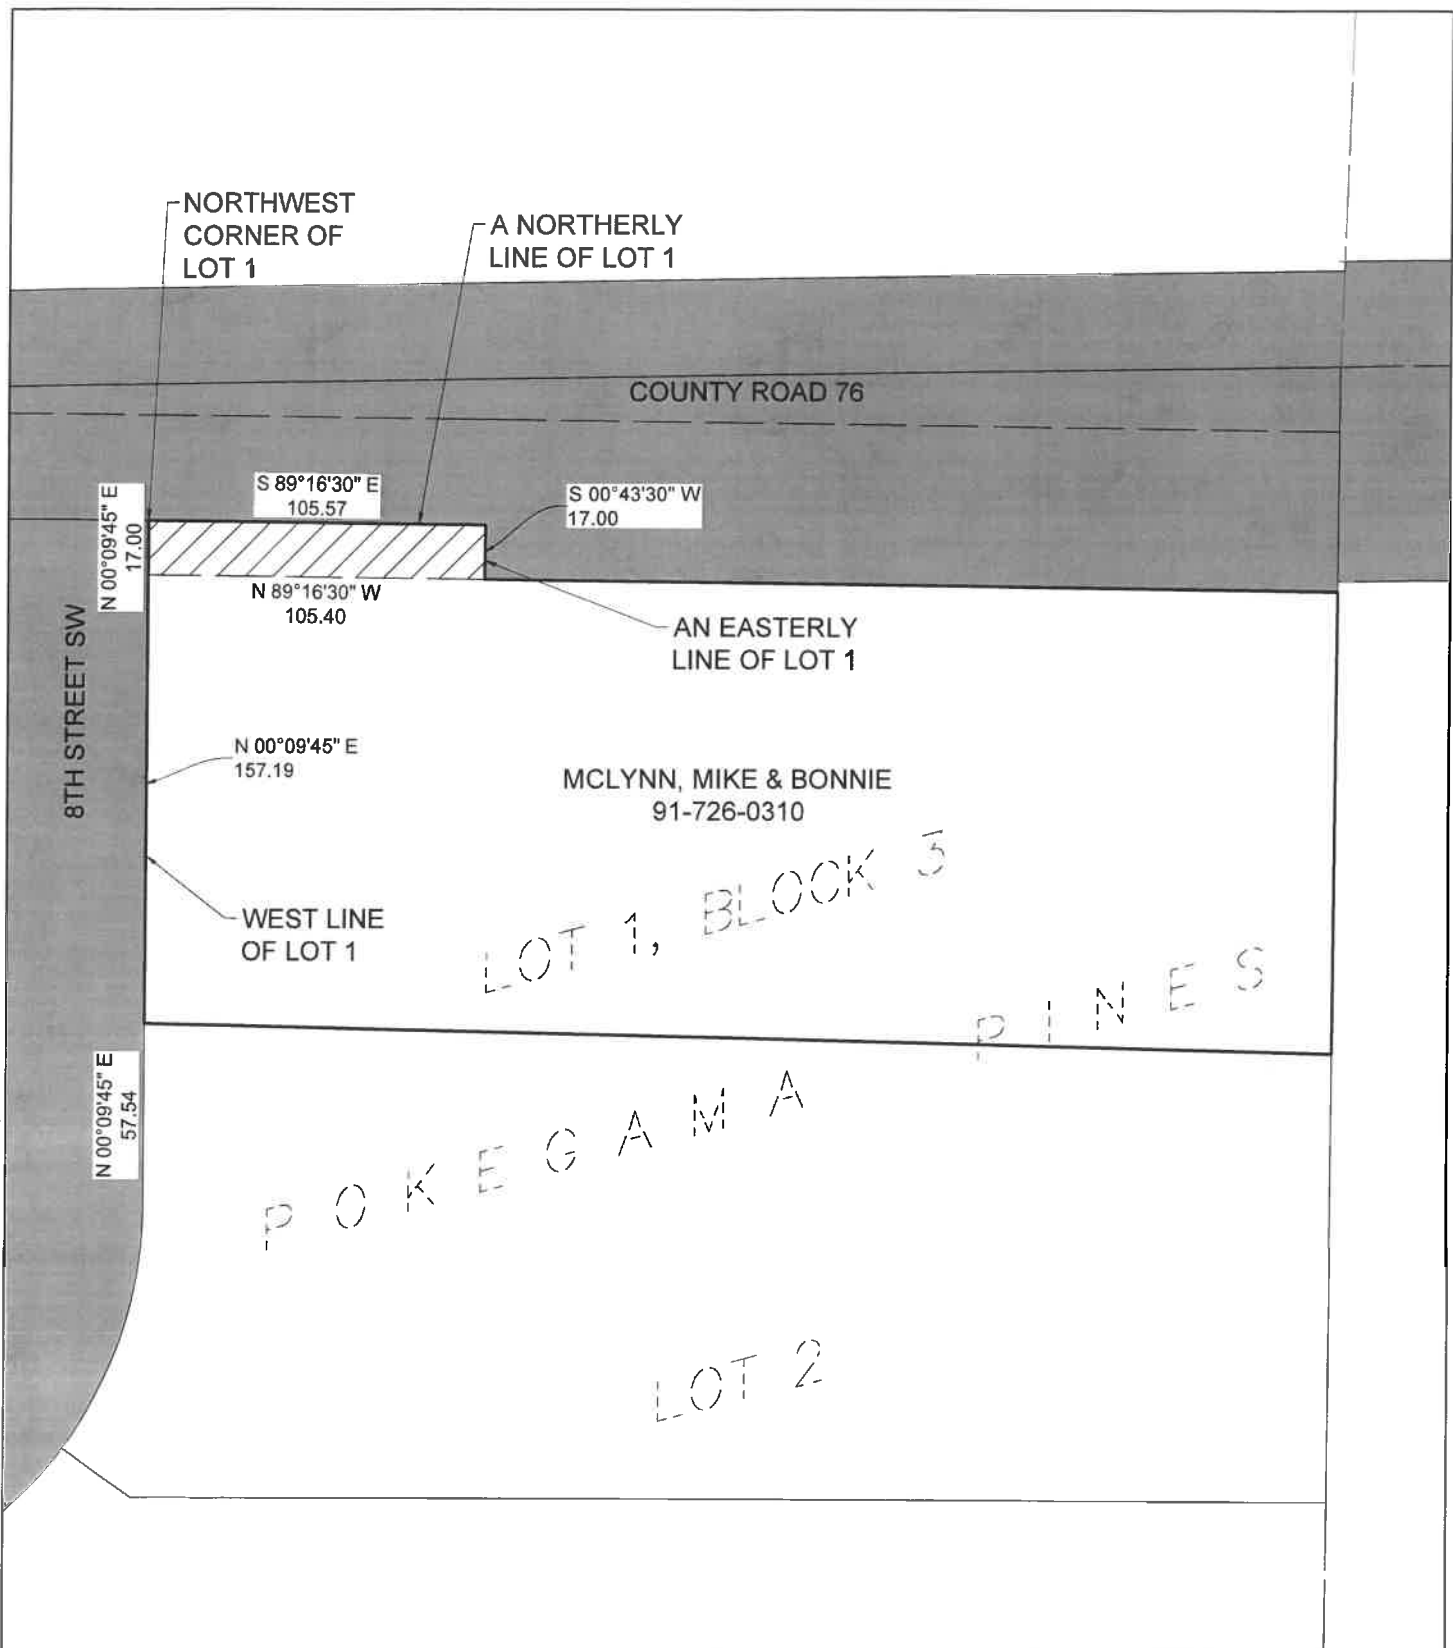 NORTHWEST
CORNER OF
LOT 1
A NORTHERLY
LINE OF LOT 1
COUNTY ROAD 76
S 89°16'30" E
105.57
S 00°43'30" W
17.00
N 00°09'45" E
17.00
N 89°16'30" W
105.40
AN EASTERLY
LINE OF LOT 1
8TH STREET SW
N 00°09'45" E
157.19
MCLYNN, MIKE & BONNIE
91-726-0310
WEST LINE
OF LOT 1
LOT 1, BLOCK 3
POKEGAMA PINES
N 00°09'45" E
57.54
LOT 2